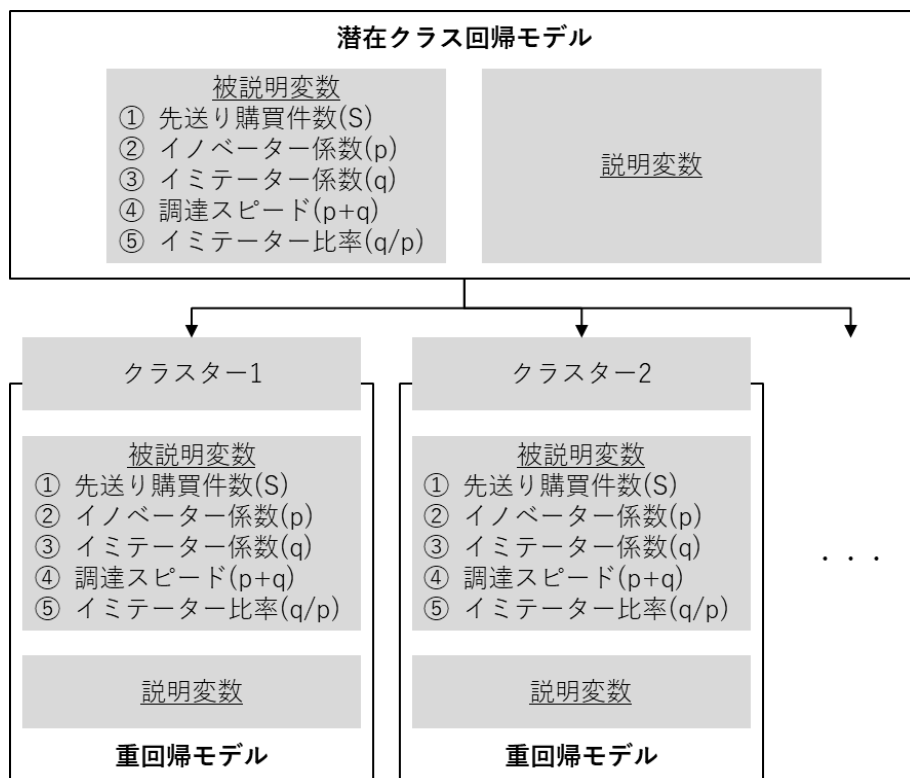 潜在クラス回帰モデル
被説明変数
① 先送り購買件数(S)
② イノベーター係数(p)
③ イミテーター係数(q)
④ 調達スピード(p+q)
⑤ イミテーター比率(q/p)
説明変数
クラスター1
被説明変数
① 先送り購買件数(S)
② イノベーター係数(p)
③ イミテーター係数(q)
④ 調達スピード(p+q)
⑤ イミテーター比率(q/p)
説明変数
重回帰モデル
クラスター2
被説明変数
① 先送り購買件数(S)
② イノベーター係数(p)
③ イミテーター係数(q)
④ 調達スピード(p+q)
⑤ イミテーター比率(q/p)
説明変数
重回帰モデル
・・・